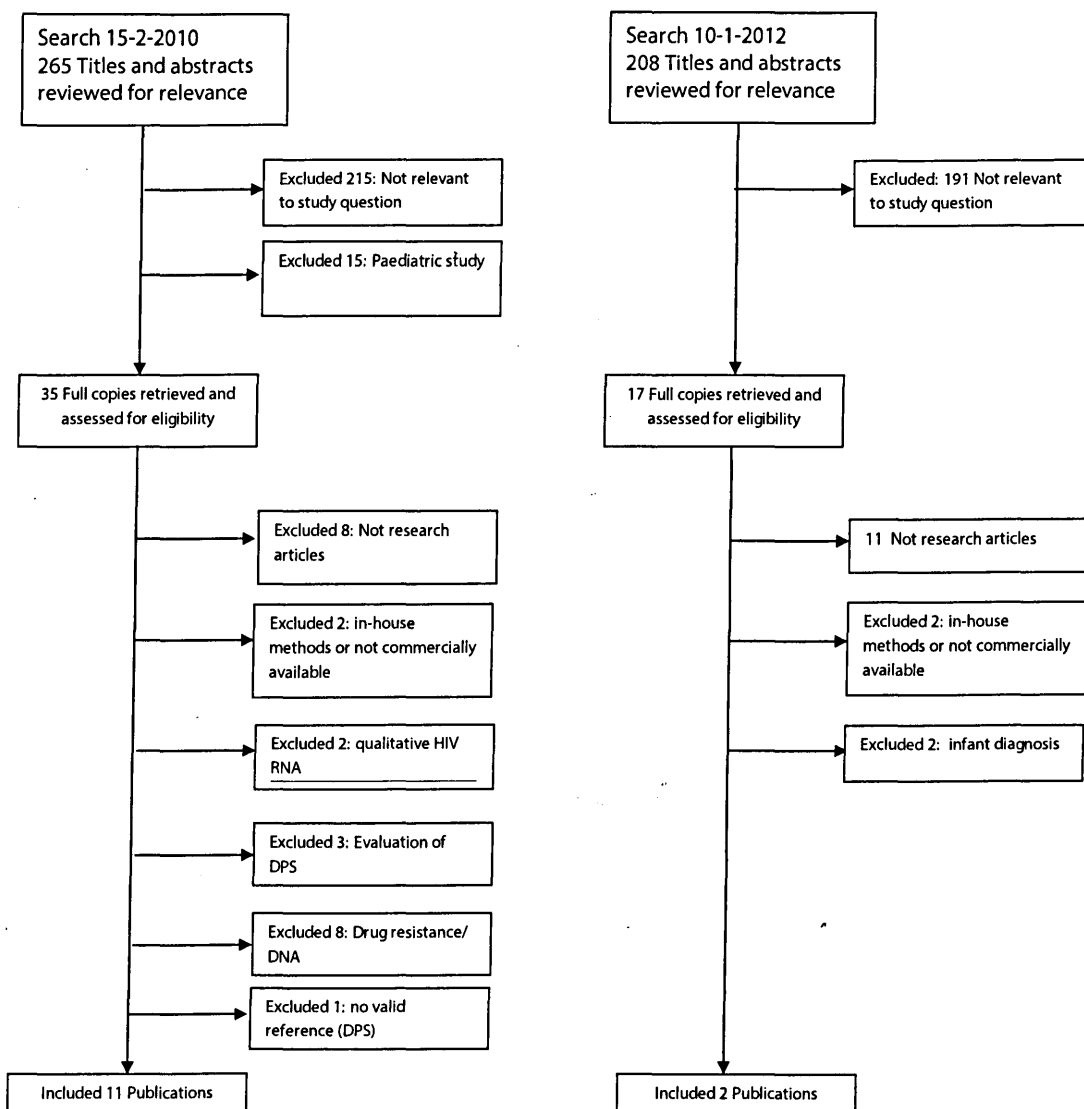 Search 15-2-2010
265 Titles and abstracts
reviewed for relevance
Excluded 215: Not relevant
to study question
Excluded 15: Paediatric study
35 Full copies retrieved and
assessed for eligibility
Excluded 8: Not research
articles
Excluded 2: in-house
methods or not commercially
available
Excluded 2: qualitative HIV
RNA
Excluded 3: Evaluation of
DPS
Excluded 8: Drug resistance/
DNA
Excluded 1: no valid
reference (DPS)
Included 11 Publications
Search 10-1-2012
208 Titles and abstracts
reviewed for relevance
Excluded: 191 Not relevant
to study question
17 Full copies retrieved and
assessed for eligibility
11 Not research articles
Excluded 2: in-house
methods or not commercially
available
Excluded 2: infant diagnosis
Included 2 Publications